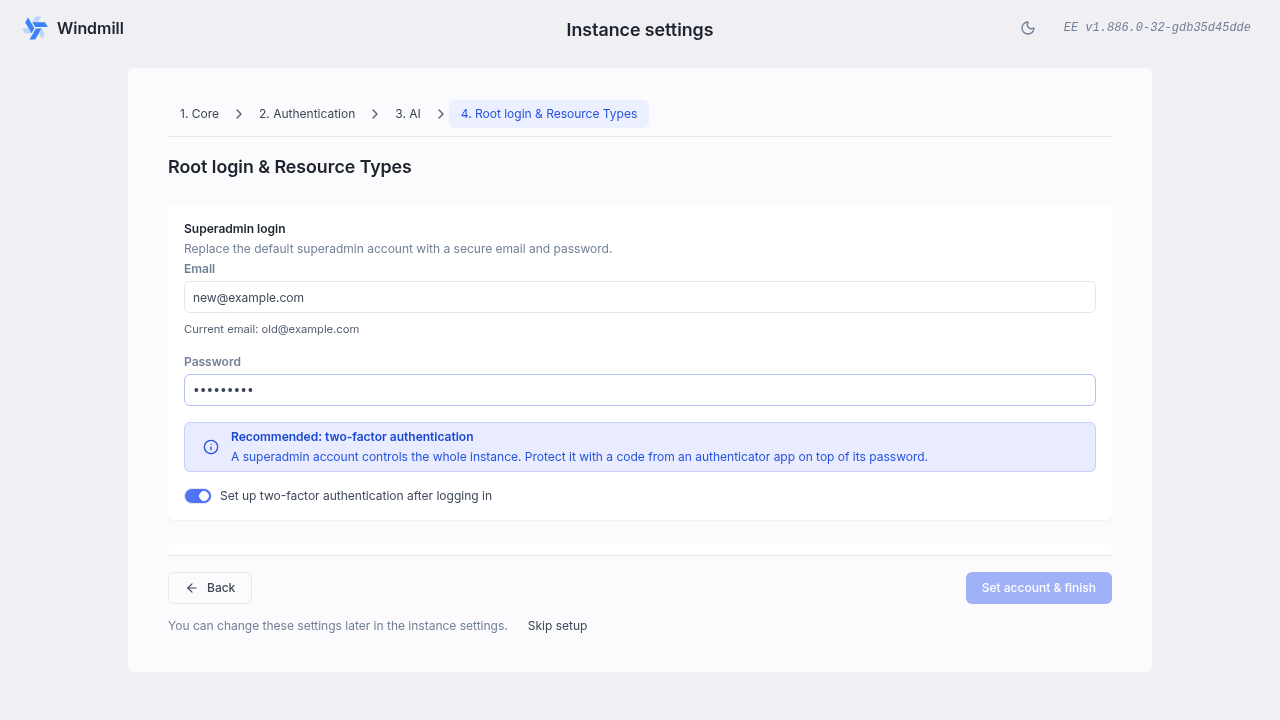 Windmill
Instance settings
EE v1.886.0-32-gdb35d45dde
1. Core
2. Authentication
3. AI
4. Root login & Resource Types
Root login & Resource Types
Superadmin login
Replace the default superadmin account with a secure email and password.
Email
new@example.com
Current email: old@example.com
Password
•••••••••
Recommended: two-factor authentication
A superadmin account controls the whole instance. Protect it with a code from an authenticator app on top of its password.
Set up two-factor authentication after logging in
Back
Set account & finish
You can change these settings later in the instance settings.
Skip setup